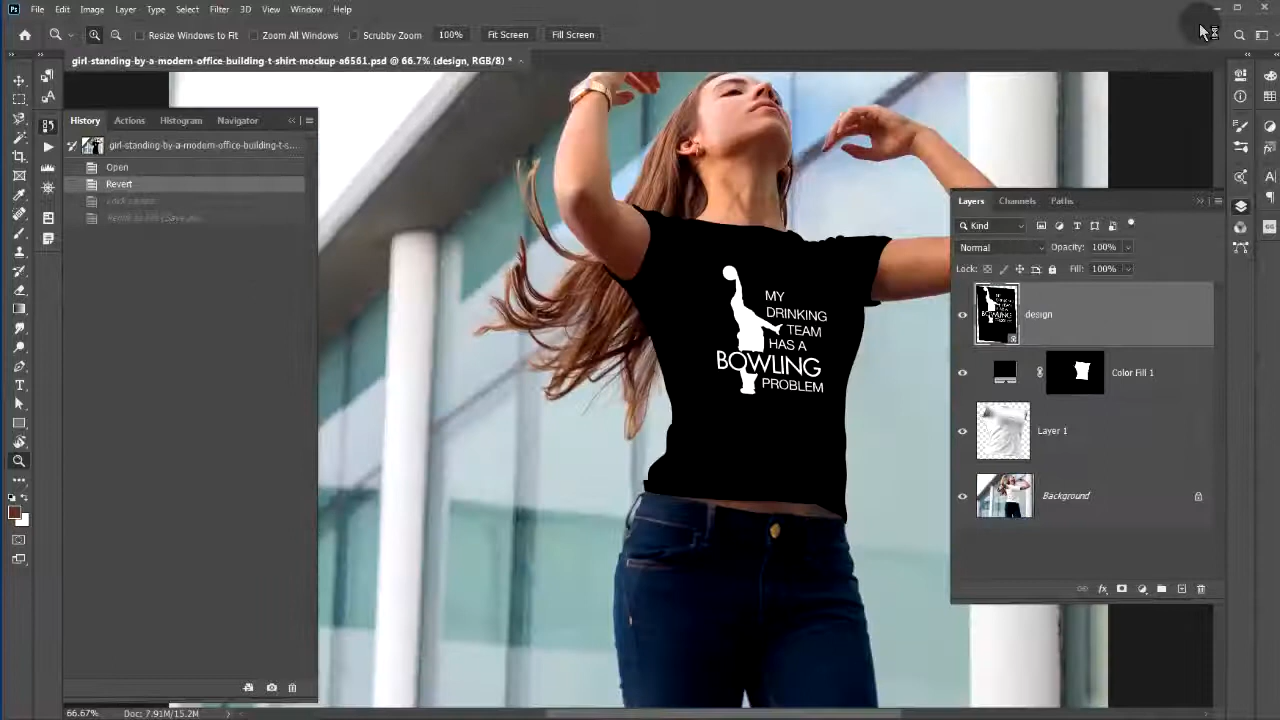 Ps File Edit Image Layer Type Select Filter 3D View Window Help
Resize Windows to Fit Zoom All Windows Scrubby Zoom 100% Fit Screen Fill Screen
girl-standing-by-a-modern-office-building-t-shirt-mockup-a6561.psd @ 66.7% (design, RGB/8) *
History Actions Histogram Navigator
girl-standing-by-a-modern-office-building-t-s...
Open
Revert
MY
DRINKING
TEAM
HAS A
BOWLING
PROBLEM
Layers Channels Paths
Kind
Normal Opacity: 100%
Lock: Fill: 100%
design
Color Fill 1
Layer 1
Background
66.67% Doc: 7.91M/15.2M